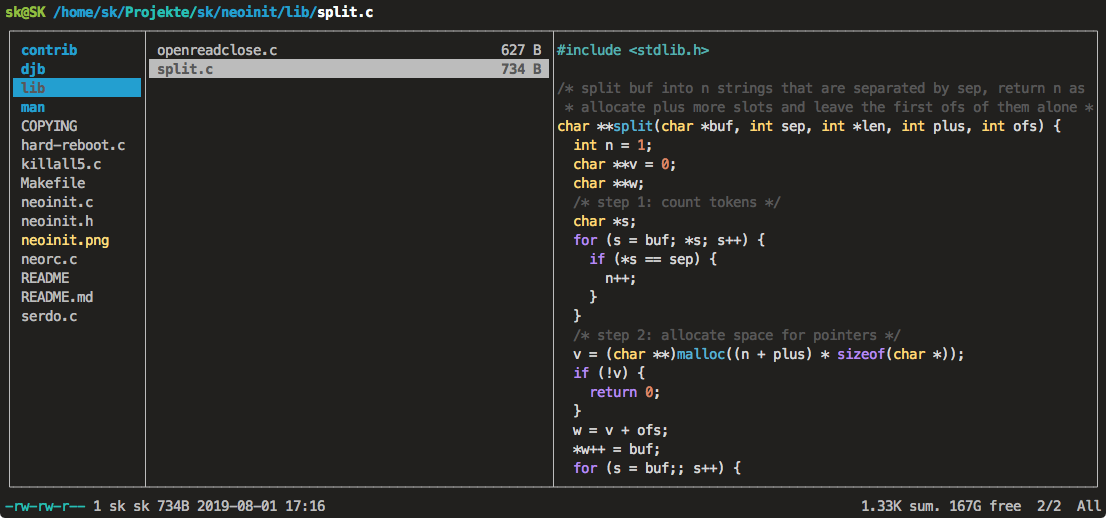 sk@SK /home/sk/Projekte/sk/neoinit/lib/split.c
contrib
djb
lib
man
COPYING
hard-reboot.c
killall5.c
Makefile
neoinit.c
neoinit.h
neoinit.png
neorc.c
README
README.md
serdo.c
openreadclose.c 627 B
split.c 734 B
#include <stdlib.h>
/* split buf into n strings that are separated by sep, return n as
 * allocate plus more slots and leave the first ofs of them alone *
char **split(char *buf, int sep, int *len, int plus, int ofs) {
  int n = 1;
  char **v = 0;
  char **w;
  /* step 1: count tokens */
  char *s;
  for (s = buf; *s; s++) {
    if (*s == sep) {
      n++;
    }
  }
  /* step 2: allocate space for pointers */
  v = (char **)malloc((n + plus) * sizeof(char *));
  if (!v) {
    return 0;
  }
  w = v + ofs;
  *w++ = buf;
  for (s = buf;; s++) {
-rw-rw-r-- 1 sk sk 734B 2019-08-01 17:16 1.33K sum. 167G free 2/2 All